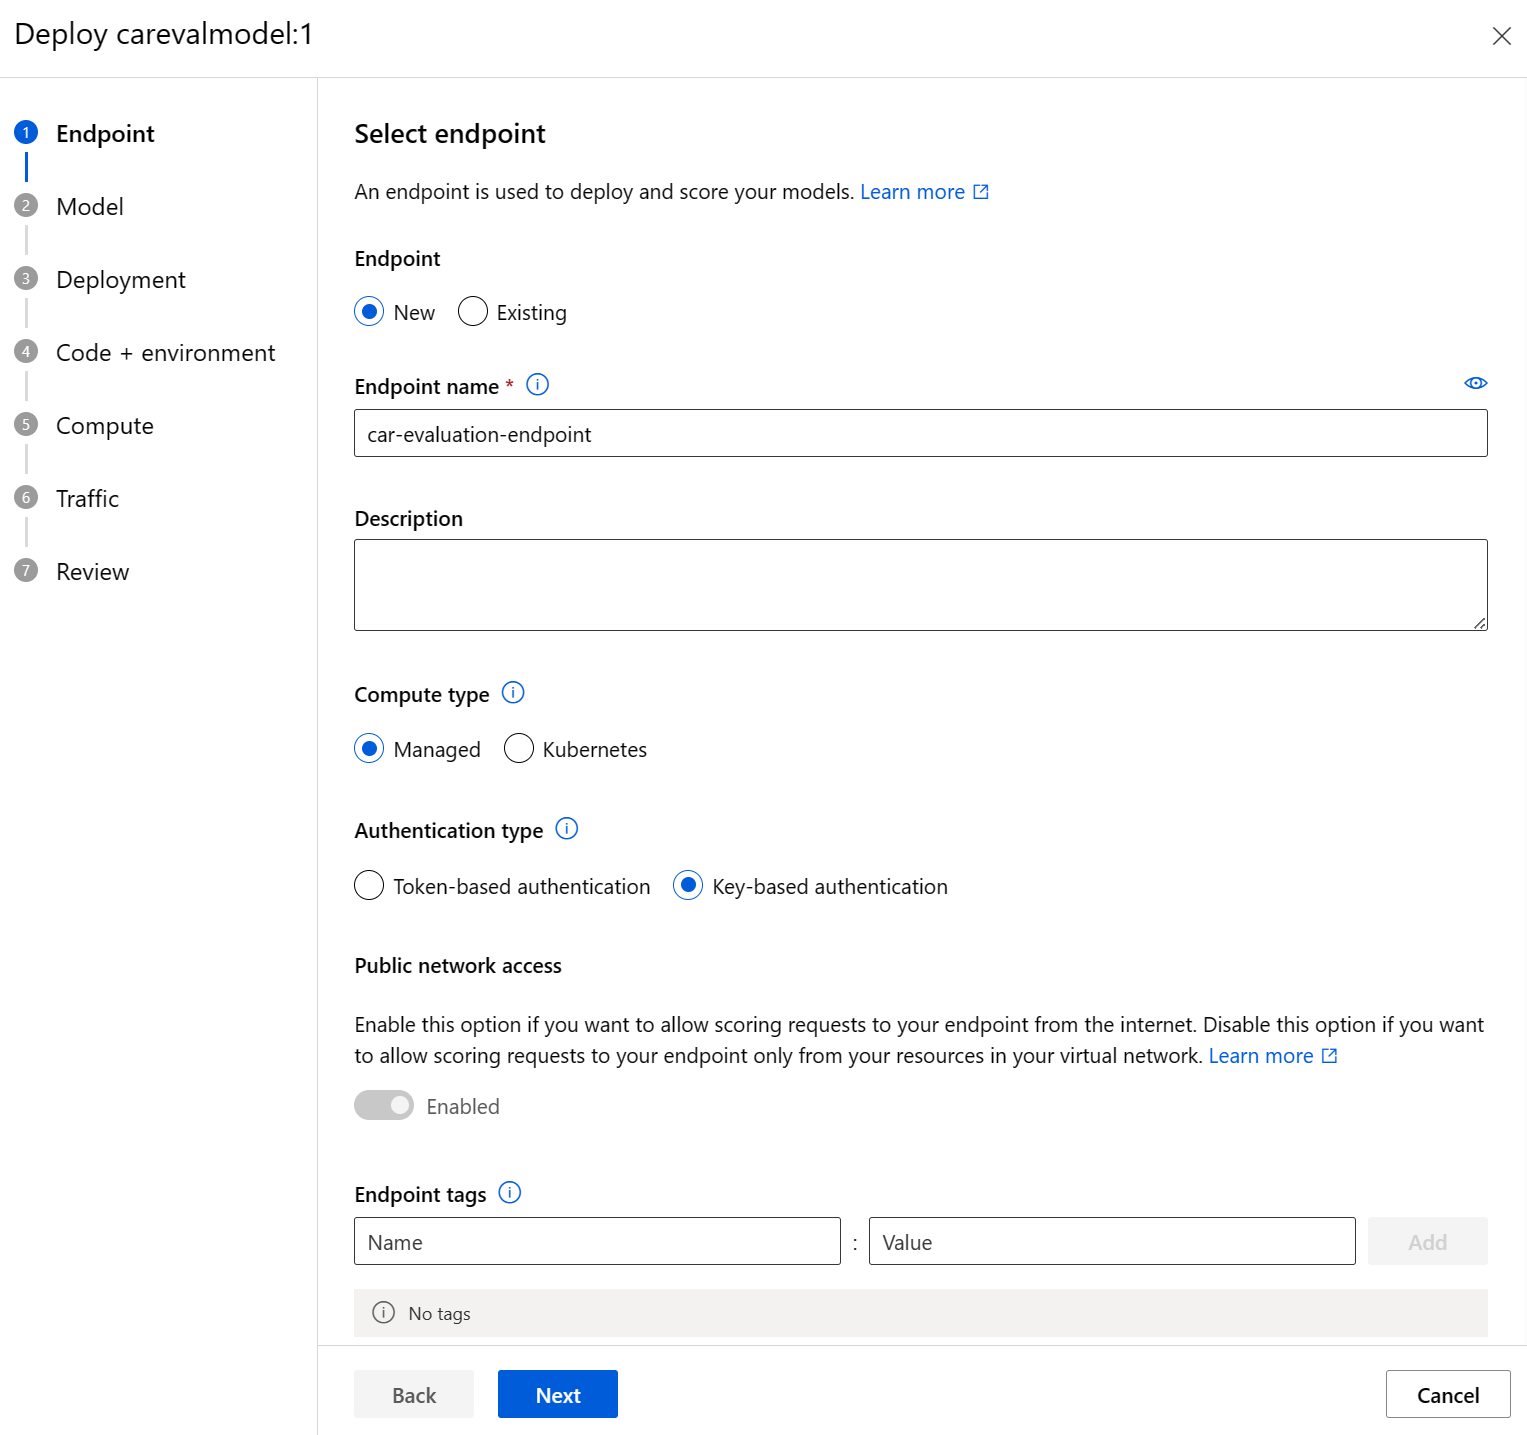 Deploy carevalmodel:1
1 Endpoint
2 Model
3 Deployment
4 Code + environment
5 Compute
6 Traffic
7 Review
Select endpoint
An endpoint is used to deploy and score your models. Learn more
Endpoint
New Existing
Endpoint name *
car-evaluation-endpoint
Description
Compute type
Managed Kubernetes
Authentication type
Token-based authentication Key-based authentication
Public network access
Enable this option if you want to allow scoring requests to your endpoint from the internet. Disable this option if you want
to allow scoring requests to your endpoint only from your resources in your virtual network. Learn more
Enabled
Endpoint tags
Name : Value Add
No tags
Back Next Cancel